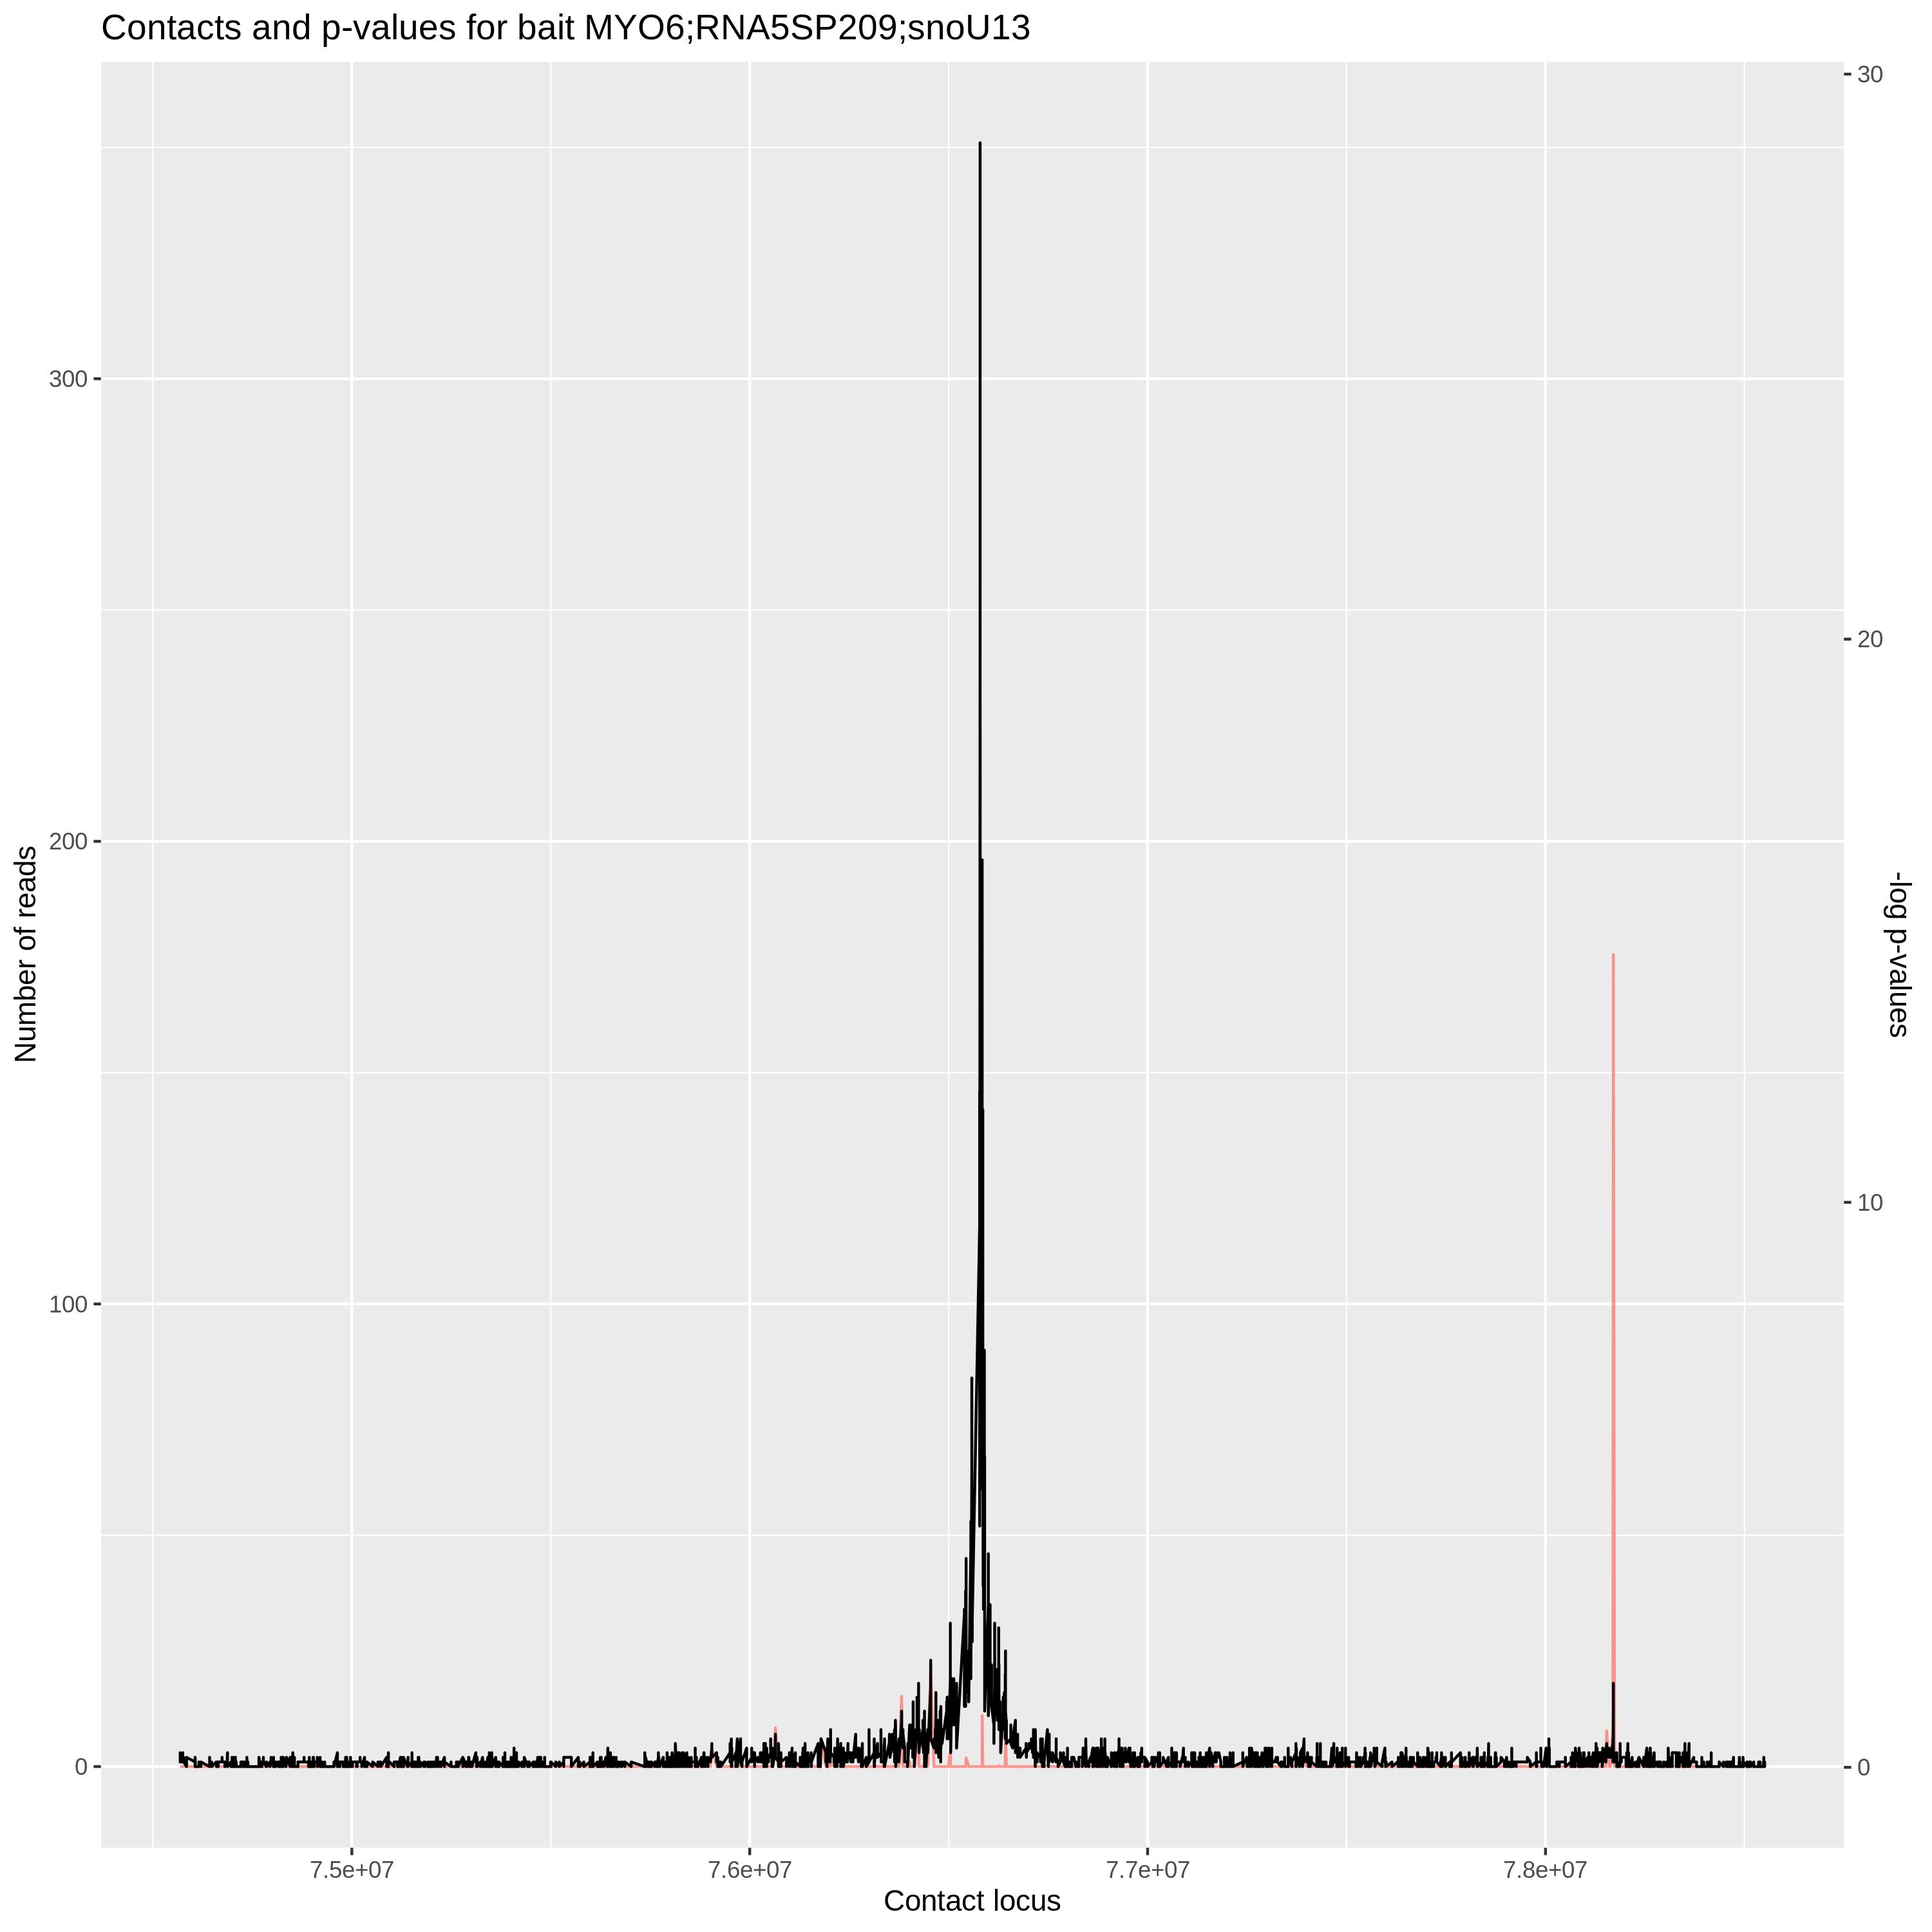 Contacts and p-values for bait MYO6;RNA5SP209;snoU13
30
300
20
200
Number of reads
-log p-values
10
100
0
0
7.5e+07
7.6e+07
7.7e+07
7.8e+07
Contact locus